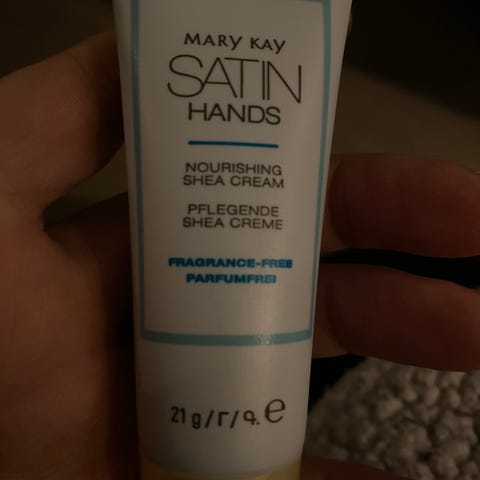 MARY KAY
SATIN
HANDS
NOURISHING
SHEA CREAM
PFLEGENDE
SHEA CREME
FRAGRANCE-FREE
PARFUMFREI
21 g/г/գ. ℮